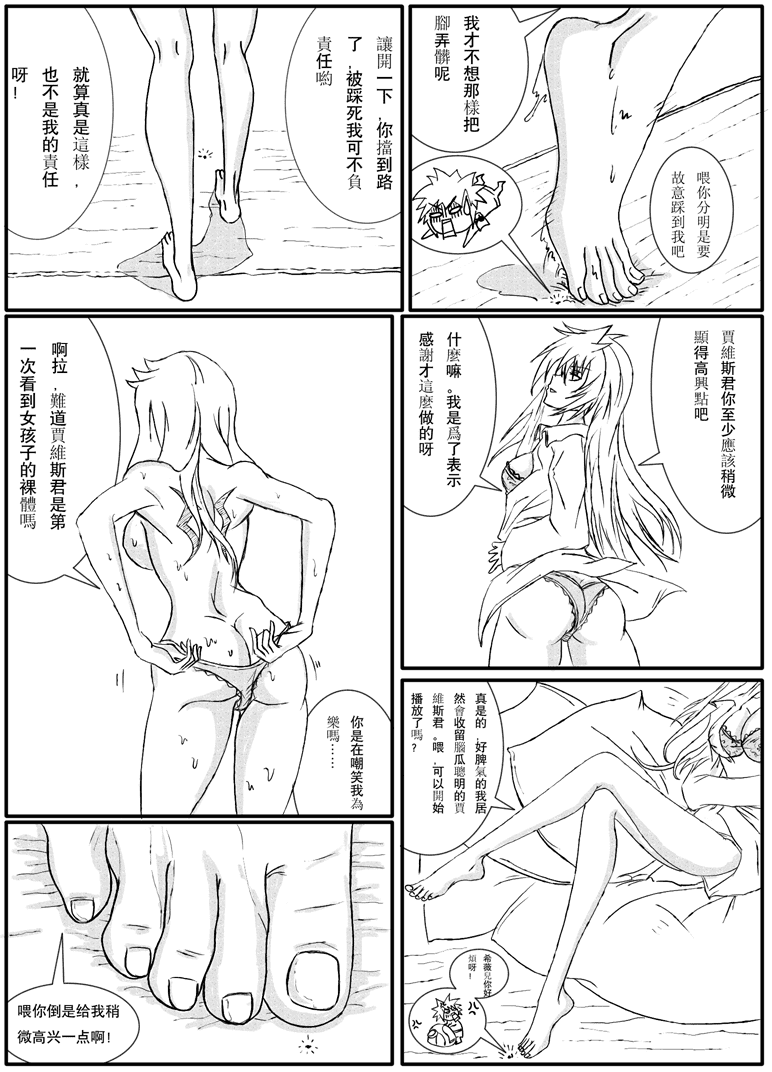 我才不想那樣把
腳弄髒呢
喂你分明是要
故意踩到我吧
讓開一下,你擋到路
了,被踩死我可不負
責任喲
就算真是這樣,
也不是我的責任
呀!
賈維斯君你至少應該稍微
顯得高興點吧
什麼嘛。我是爲了表示
感謝才這麼做的呀
啊拉,難道賈維斯君是第
一次看到女孩子的裸體嗎
你是在嘲笑我為
樂嗎……
真是的,好脾氣的我居
然會收留腦瓜聰明的賈
維斯君。喂,可以開始
播放了嗎?
希薇兒你好
煩呀!
喂你倒是给我稍
微高兴一点啊!